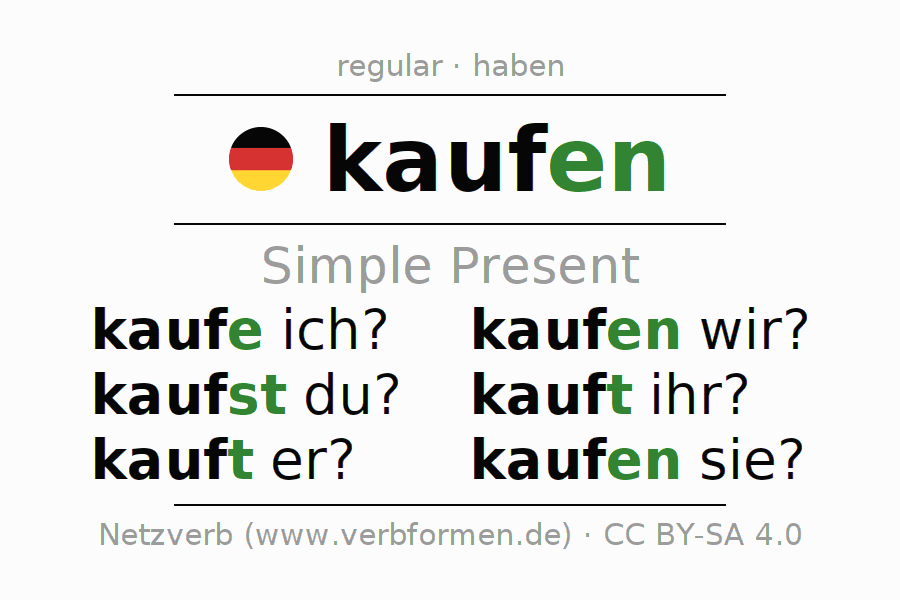 regular · haben
kaufen
Simple Present
kaufe ich? kaufen wir?
kaufst du? kauft ihr?
kauft er? kaufen sie?
Netzverb (www.verbformen.de) · CC BY-SA 4.0